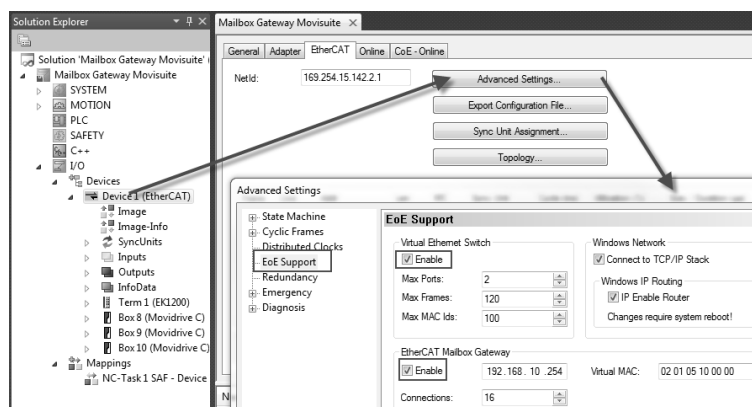 Solution Explorer
Solution 'Mailbox Gateway Movisuite'
Mailbox Gateway Movisuite
SYSTEM
MOTION
PLC
SAFETY
C++
I/O
Devices
Device 1 (EtherCAT)
Image
Image-Info
SyncUnits
Inputs
Outputs
InfoData
Term 1 (EK1200)
Box 8 (Movidrive C)
Box 9 (Movidrive C)
Box 10 (Movidrive C)
Mappings
NC-Task 1 SAF - Device
Mailbox Gateway Movisuite
General Adapter EtherCAT Online CoE - Online
NetId: 169.254.15.142.2.1
Advanced Settings...
Export Configuration File...
Sync Unit Assignment...
Topology...
Advanced Settings
State Machine
Cyclic Frames
Distributed Clocks
EoE Support
Redundancy
Emergency
Diagnosis
EoE Support
Virtual Ethernet Switch
Enable
Max Ports: 2
Max Frames: 120
Max MAC Ids: 100
Windows Network
Connect to TCP/IP Stack
Windows IP Routing
IP Enable Router
Changes require system reboot!
EtherCAT Mailbox Gateway
Enable 192.168.10.254 Virtual MAC: 02 01 05 10 00 00
Connections: 16